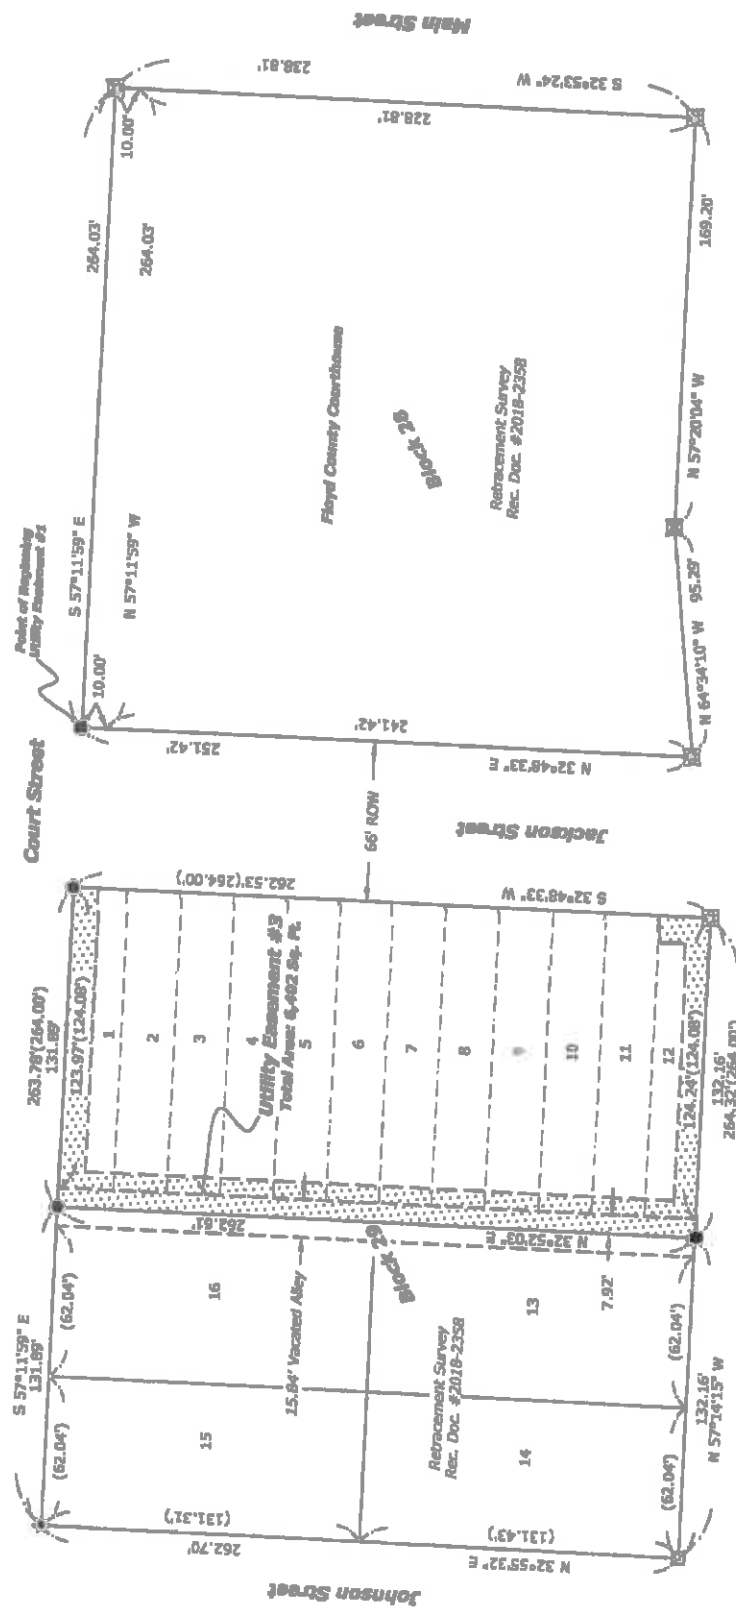 Main Street
238.81'
S 32°53'24" W
228.81'
10.00'
264.03'
264.03'
169.20'
Floyd County Courthouse
Block 26
Retracement Survey
Rec. Doc. #2018-2358
N 57°20'04" W
S 57°11'59" E
N 57°11'59" W
Point of Beginning
Utility Easement #1
95.29'
N 64°34'10" W
10.00'
251.42'
241.42'
N 32°48'33" E
Court Street
66' ROW
Jackson Street
262.53'(264.00')
S 32°48'33" W
263.78'(264.00')
131.89'
123.97'(124.08')
1
2
3
4
5
6
7
8
9
10
11
12
Utility Easement #3
Total Area: 6,402 Sq. Ft.
124.24'(124.08')
132.16'
264.32'(264.00')
262.61'
N 32°52'03" E
Block 29
7.92'
15.84' Vacated Alley
16
13
(62.04')
(62.04')
S 57°11'59" E
131.89'
Retracement Survey
Rec. Doc. #2018-2358
15
14
(62.04')
(62.04')
132.16'
N 57°14'15" W
(131.31')
(131.43')
262.70'
N 32°55'32" E
Johnson Street